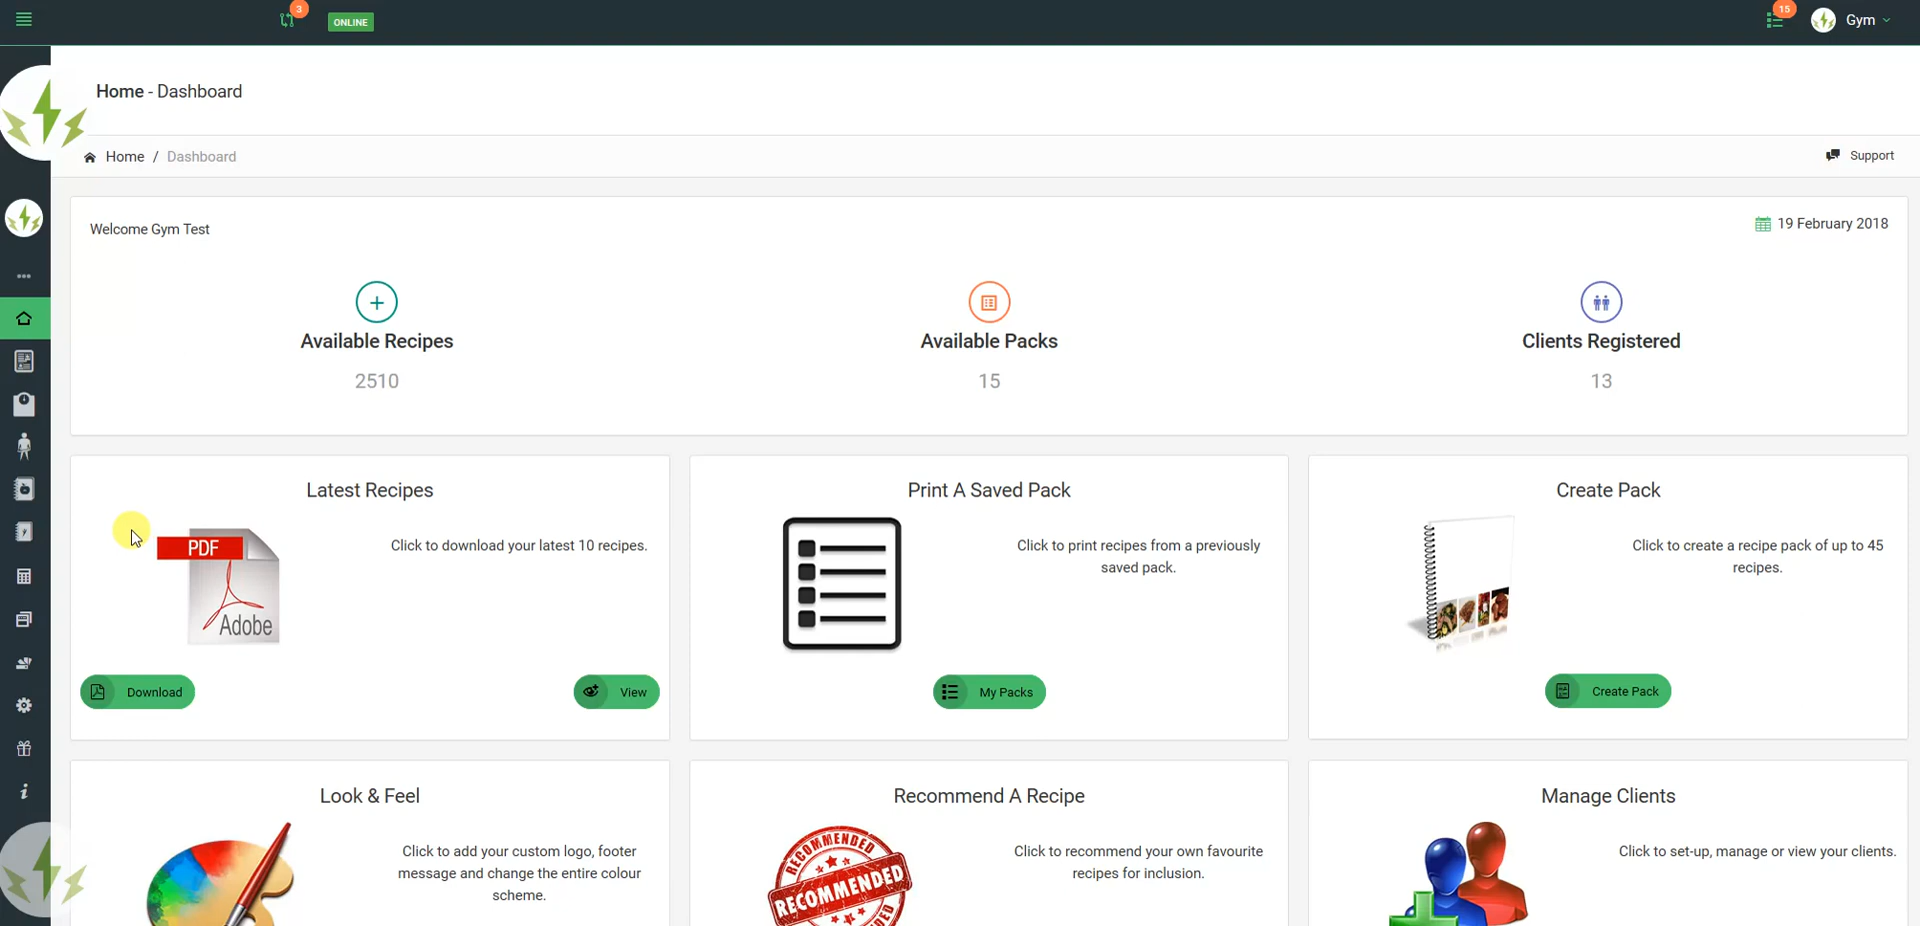 3
ONLINE
15
Gym
Home - Dashboard
Home / Dashboard
Support
Welcome Gym Test
19 February 2018
Available Recipes
2510
Available Packs
15
Clients Registered
13
Latest Recipes
PDF
Adobe
Click to download your latest 10 recipes.
Download
View
Print A Saved Pack
Click to print recipes from a previously
saved pack.
My Packs
Create Pack
Click to create a recipe pack of up to 45
recipes.
Create Pack
Look & Feel
Click to add your custom logo, footer
message and change the entire colour
scheme.
Recommend A Recipe
RECOMMENDED
RECOMMENDED
Click to recommend your own favourite
recipes for inclusion.
Manage Clients
Click to set-up, manage or view your clients.